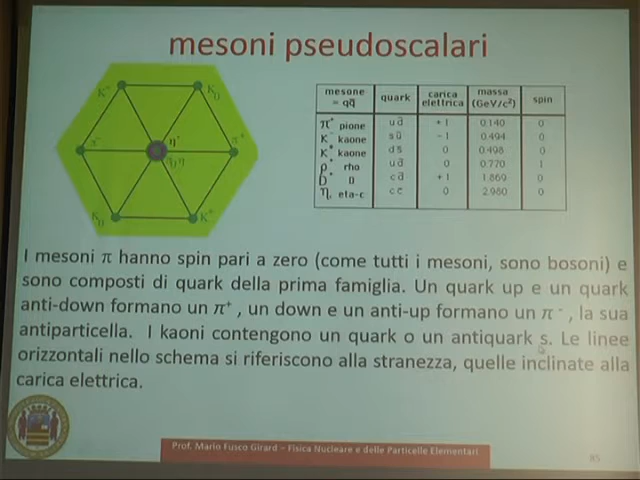 mesoni pseudoscalari
mesone = qq̄ quark carica elettrica massa (GeV/c²) spin
π⁺ pione ud̄ +1 0.140 0
K⁻ kaone sū -1 0.494 0
K° kaone ds̄ 0 0.498 0
ρ⁺ rho ud̄ 0 0.770 1
D⁺ D cd̄ +1 1.869 0
η eta-c cc̄ 0 2.980 0
I mesoni π hanno spin pari a zero (come tutti i mesoni, sono bosoni) e
sono composti di quark della prima famiglia. Un quark up e un quark
anti-down formano un π⁺ , un down e un anti-up formano un π⁻ , la sua
antiparticella. I kaoni contengono un quark o un antiquark s. Le linee
orizzontali nello schema si riferiscono alla stranezza, quelle inclinate alla
carica elettrica.
Prof. Mario Fusco Girard – Fisica Nucleare e delle Particelle Elementari
85